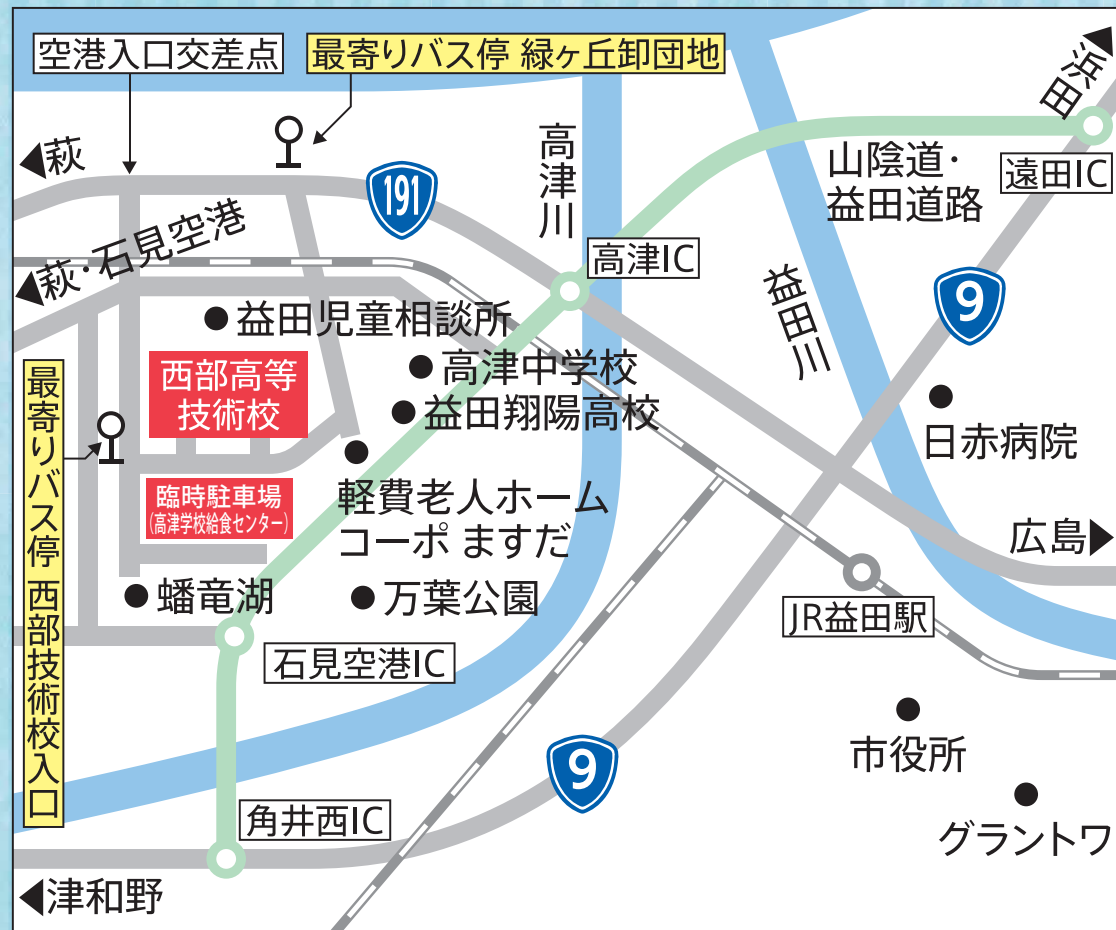 空港入口交差点
最寄りバス停 緑ヶ丘卸団地
浜田
萩
191
高津川
山陰道・
益田道路
遠田IC
萩・石見空港
高津IC
益田川
9
益田児童相談所
西部高等
技術校
高津中学校
益田翔陽高校
日赤病院
最寄りバス停 西部技術校入口
臨時駐車場
(高津学校給食センター)
軽費老人ホーム
コーポ ますだ
広島
蟠竜湖
万葉公園
JR益田駅
石見空港IC
市役所
9
角井西IC
グラントワ
津和野